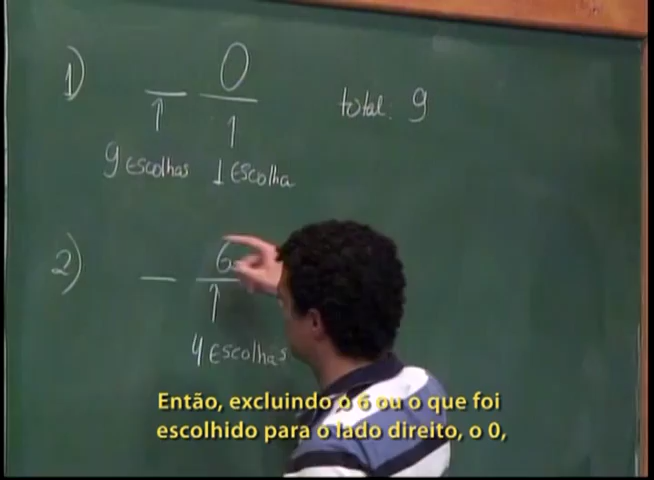 1) _ 0 total: 9
↑ ↑
9 escolhas 1 escolha
2) _ 6
↑
4 escolhas
Então, excluindo o 6 ou o que foi
escolhido para o lado direito, o 0,